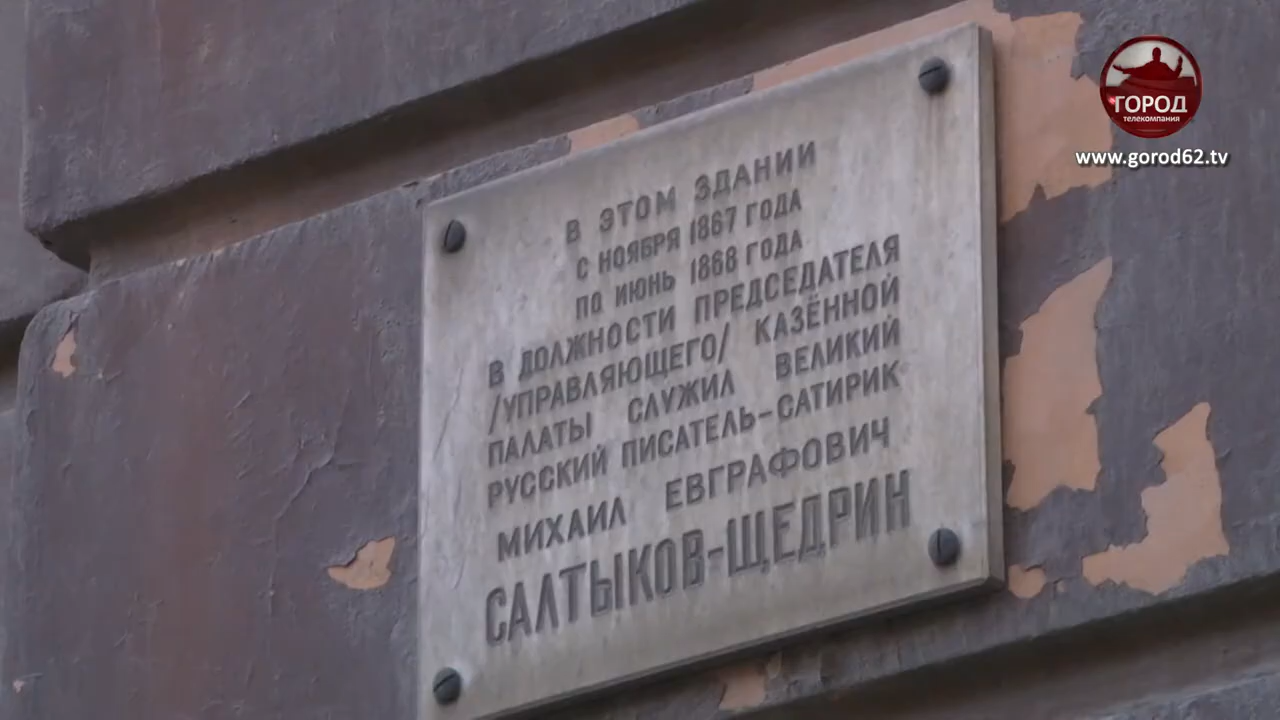 В ЭТОМ ЗДАНИИ
С НОЯБРЯ 1867 ГОДА
ПО ИЮНЬ 1868 ГОДА
В ДОЛЖНОСТИ ПРЕДСЕДАТЕЛЯ
/УПРАВЛЯЮЩЕГО/ КАЗЁННОЙ
ПАЛАТЫ СЛУЖИЛ ВЕЛИКИЙ
РУССКИЙ ПИСАТЕЛЬ-САТИРИК
МИХАИЛ ЕВГРАФОВИЧ
САЛТЫКОВ-ЩЕДРИН
ГОРОД
телекомпания
www.gorod62.tv